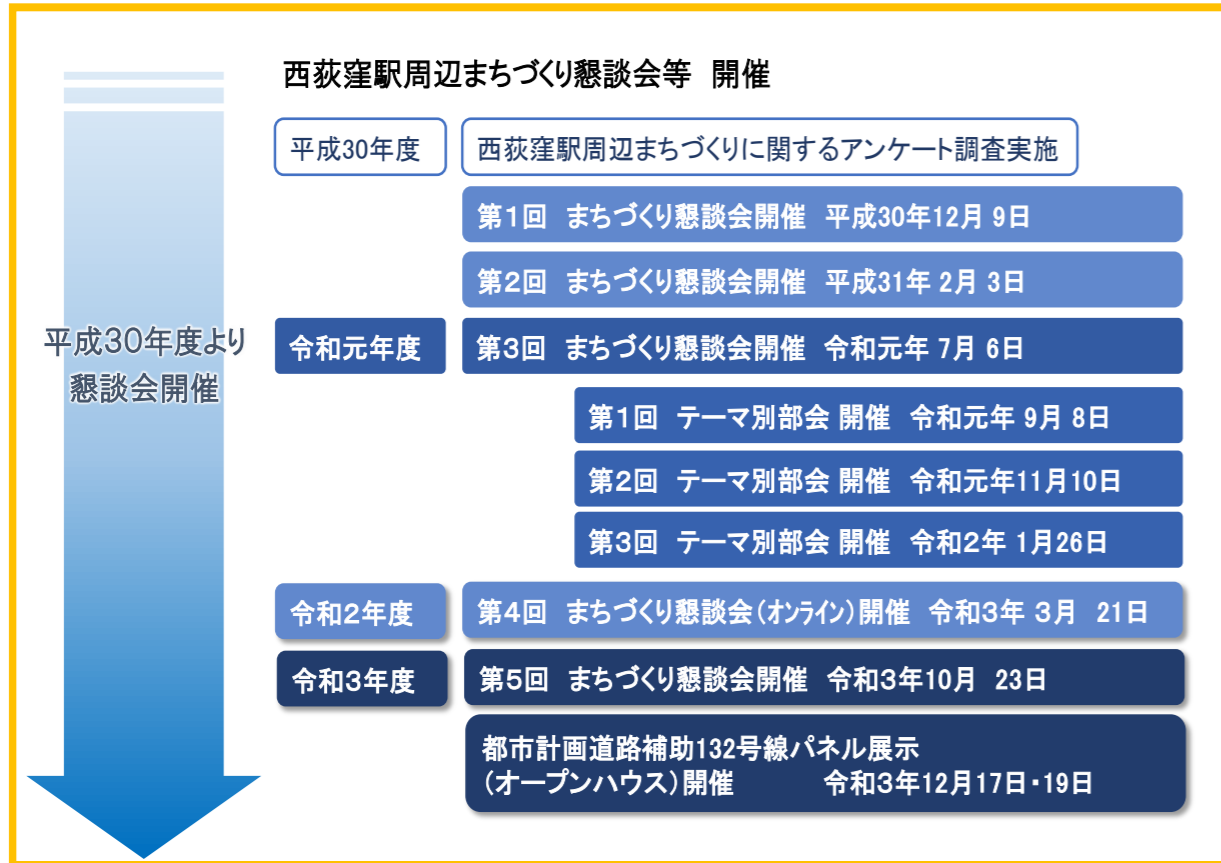 西荻窪駅周辺まちづくり懇談会等 開催
平成30年度より
懇談会開催
平成30年度
西荻窪駅周辺まちづくりに関するアンケート調査実施
第1回 まちづくり懇談会開催 平成30年12月 9日
第2回 まちづくり懇談会開催 平成31年 2月 3日
令和元年度
第3回 まちづくり懇談会開催 令和元年 7月 6日
第1回 テーマ別部会 開催 令和元年 9月 8日
第2回 テーマ別部会 開催 令和元年11月10日
第3回 テーマ別部会 開催 令和2年 1月26日
令和2年度
第4回 まちづくり懇談会(オンライン)開催 令和3年 3月 21日
令和3年度
第5回 まちづくり懇談会開催 令和3年10月 23日
都市計画道路補助132号線パネル展示
(オープンハウス)開催 令和3年12月17日・19日